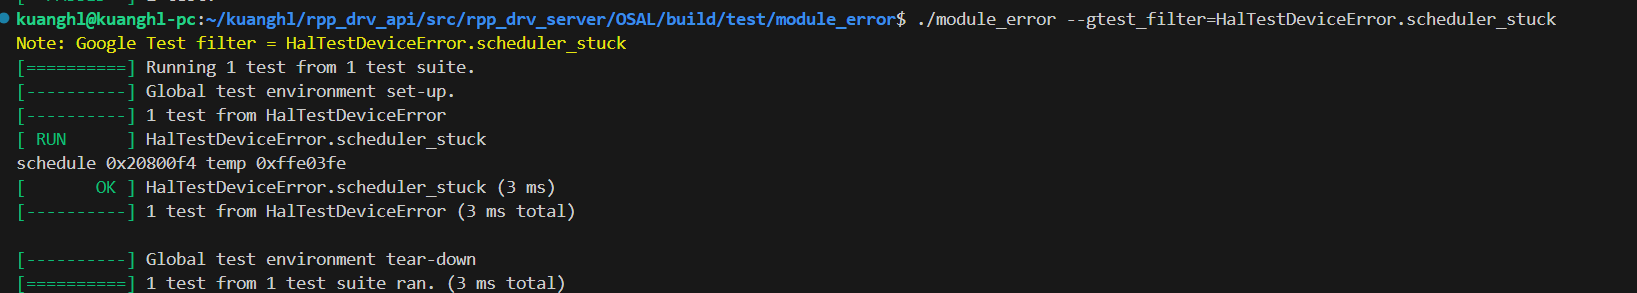 kuanghl@kuanghl-pc:~/kuanghl/rpp_drv_api/src/rpp_drv_server/OSAL/build/test/module_error$ ./module_error --gtest_filter=HalTestDeviceError.scheduler_stuck
Note: Google Test filter = HalTestDeviceError.scheduler_stuck
[==========] Running 1 test from 1 test suite.
[----------] Global test environment set-up.
[----------] 1 test from HalTestDeviceError
[ RUN      ] HalTestDeviceError.scheduler_stuck
schedule 0x20800f4 temp 0xffe03fe
[       OK ] HalTestDeviceError.scheduler_stuck (3 ms)
[----------] 1 test from HalTestDeviceError (3 ms total)
[----------] Global test environment tear-down
[==========] 1 test from 1 test suite ran. (3 ms total)